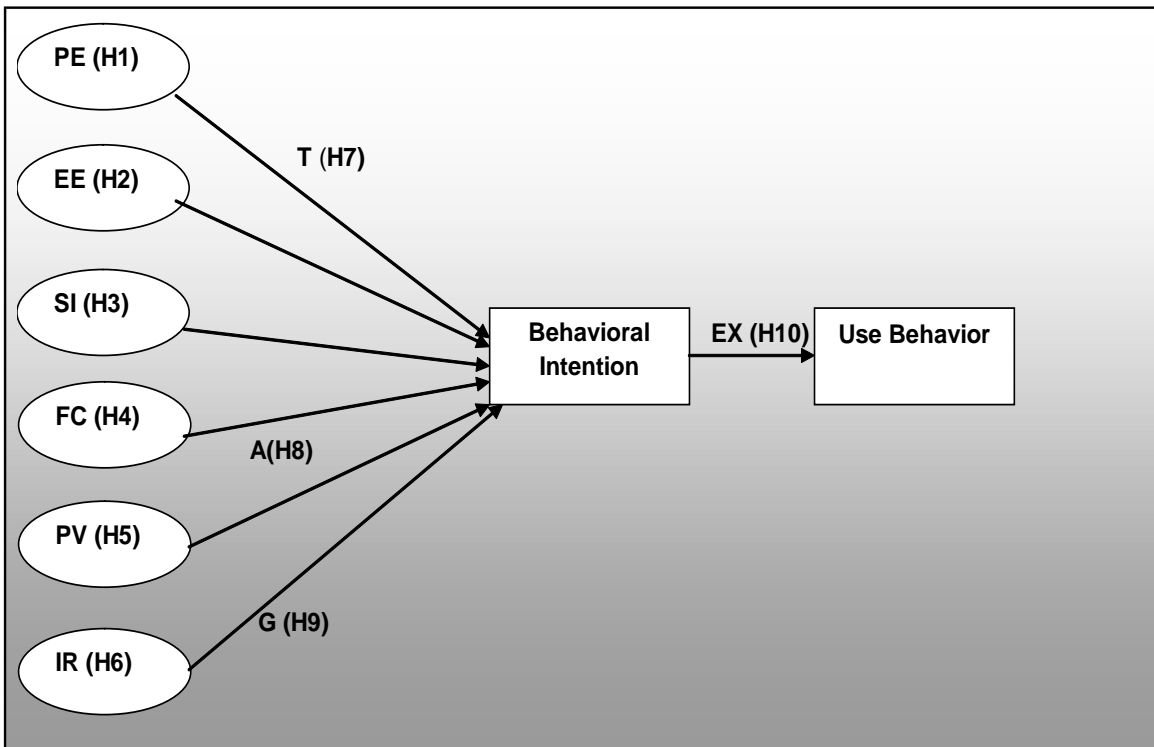 PE (H1)
T (H7)
EE (H2)
SI (H3)
Behavioral
Intention
EX (H10)
Use Behavior
FC (H4)
A(H8)
PV (H5)
G (H9)
IR (H6)